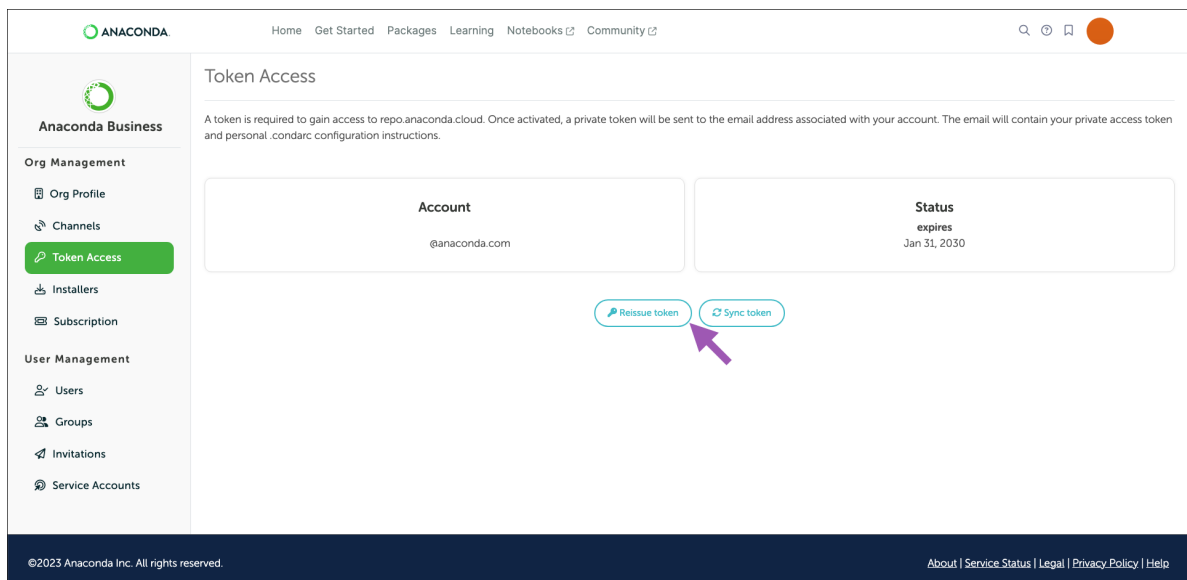 ANACONDA.
Home Get Started Packages Learning Notebooks Community
Anaconda Business
Org Management
Org Profile
Channels
Token Access
Installers
Subscription
User Management
Users
Groups
Invitations
Service Accounts
Token Access
A token is required to gain access to repo.anaconda.cloud. Once activated, a private token will be sent to the email address associated with your account. The email will contain your private access token
and personal .condarc configuration instructions.
Account
@anaconda.com
Status
expires
Jan 31, 2030
Reissue token
Sync token
©2023 Anaconda Inc. All rights reserved.
About | Service Status | Legal | Privacy Policy | Help